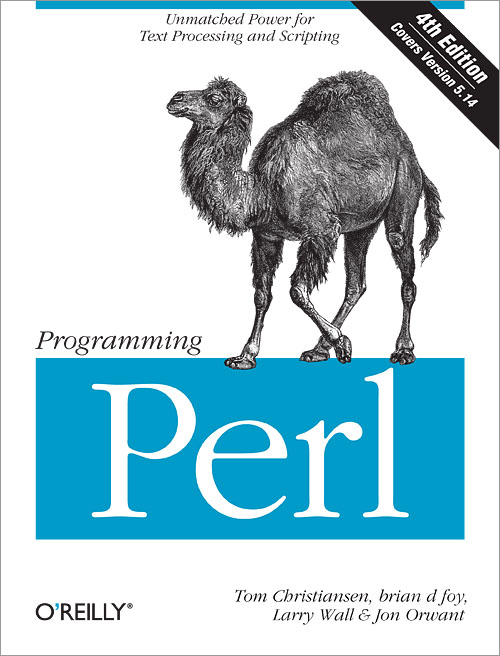 Unmatched Power for
Text Processing and Scripting
4th Edition
Covers Version 5.14
Programming
Perl
Tom Christiansen, brian d foy,
Larry Wall & Jon Orwant
O'REILLY®